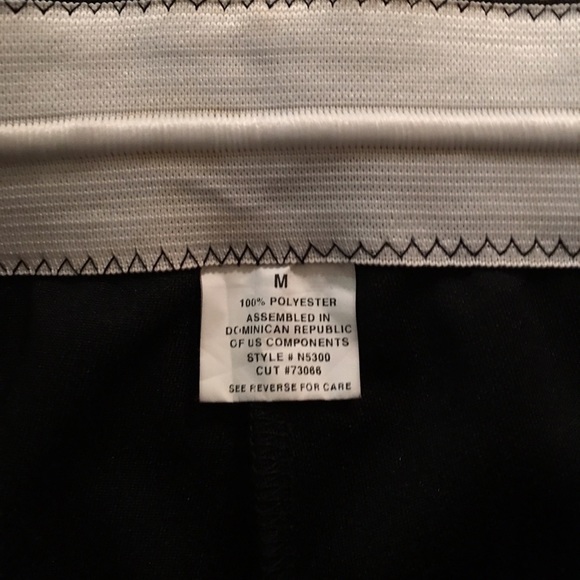 M
100% POLYESTER
ASSEMBLED IN
DOMINICAN REPUBLIC
OF US COMPONENTS
STYLE # N5300
CUT #73066
SEE REVERSE FOR CARE